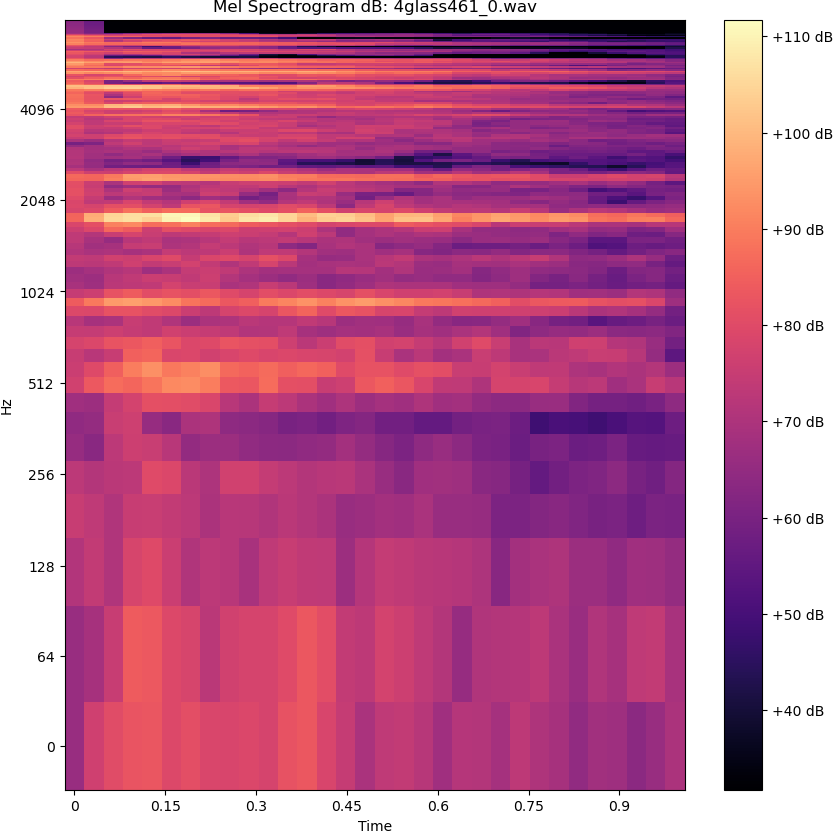 Mel Spectrogram dB: 4glass461_0.wav
+110 dB
4096
+100 dB
2048
+90 dB
1024
+80 dB
512
Hz
+70 dB
256
+60 dB
128
+50 dB
64
+40 dB
0
0 0.15 0.3 0.45 0.6 0.75 0.9
Time